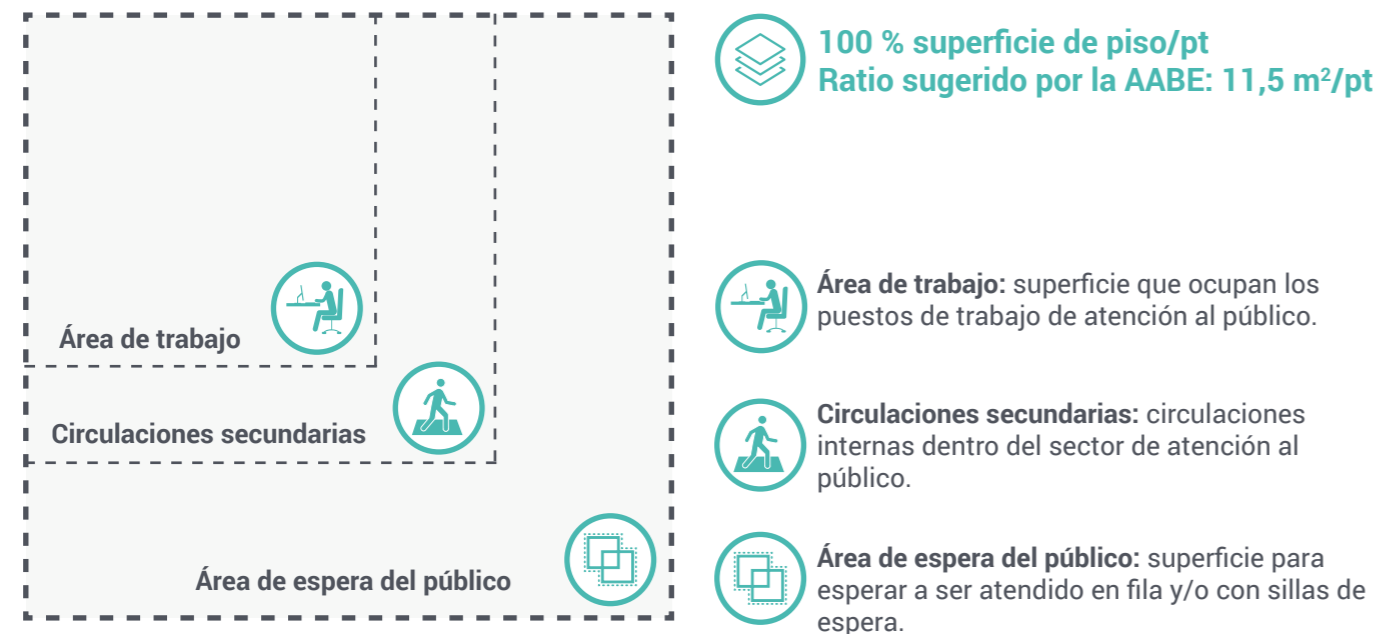 Área de trabajo
Circulaciones secundarias
Área de espera del público
100 % superficie de piso/pt
Ratio sugerido por la AABE: 11,5 m²/pt
Área de trabajo: superficie que ocupan los
puestos de trabajo de atención al público.
Circulaciones secundarias: circulaciones
internas dentro del sector de atención al
público.
Área de espera del público: superficie para
esperar a ser atendido en fila y/o con sillas de
espera.